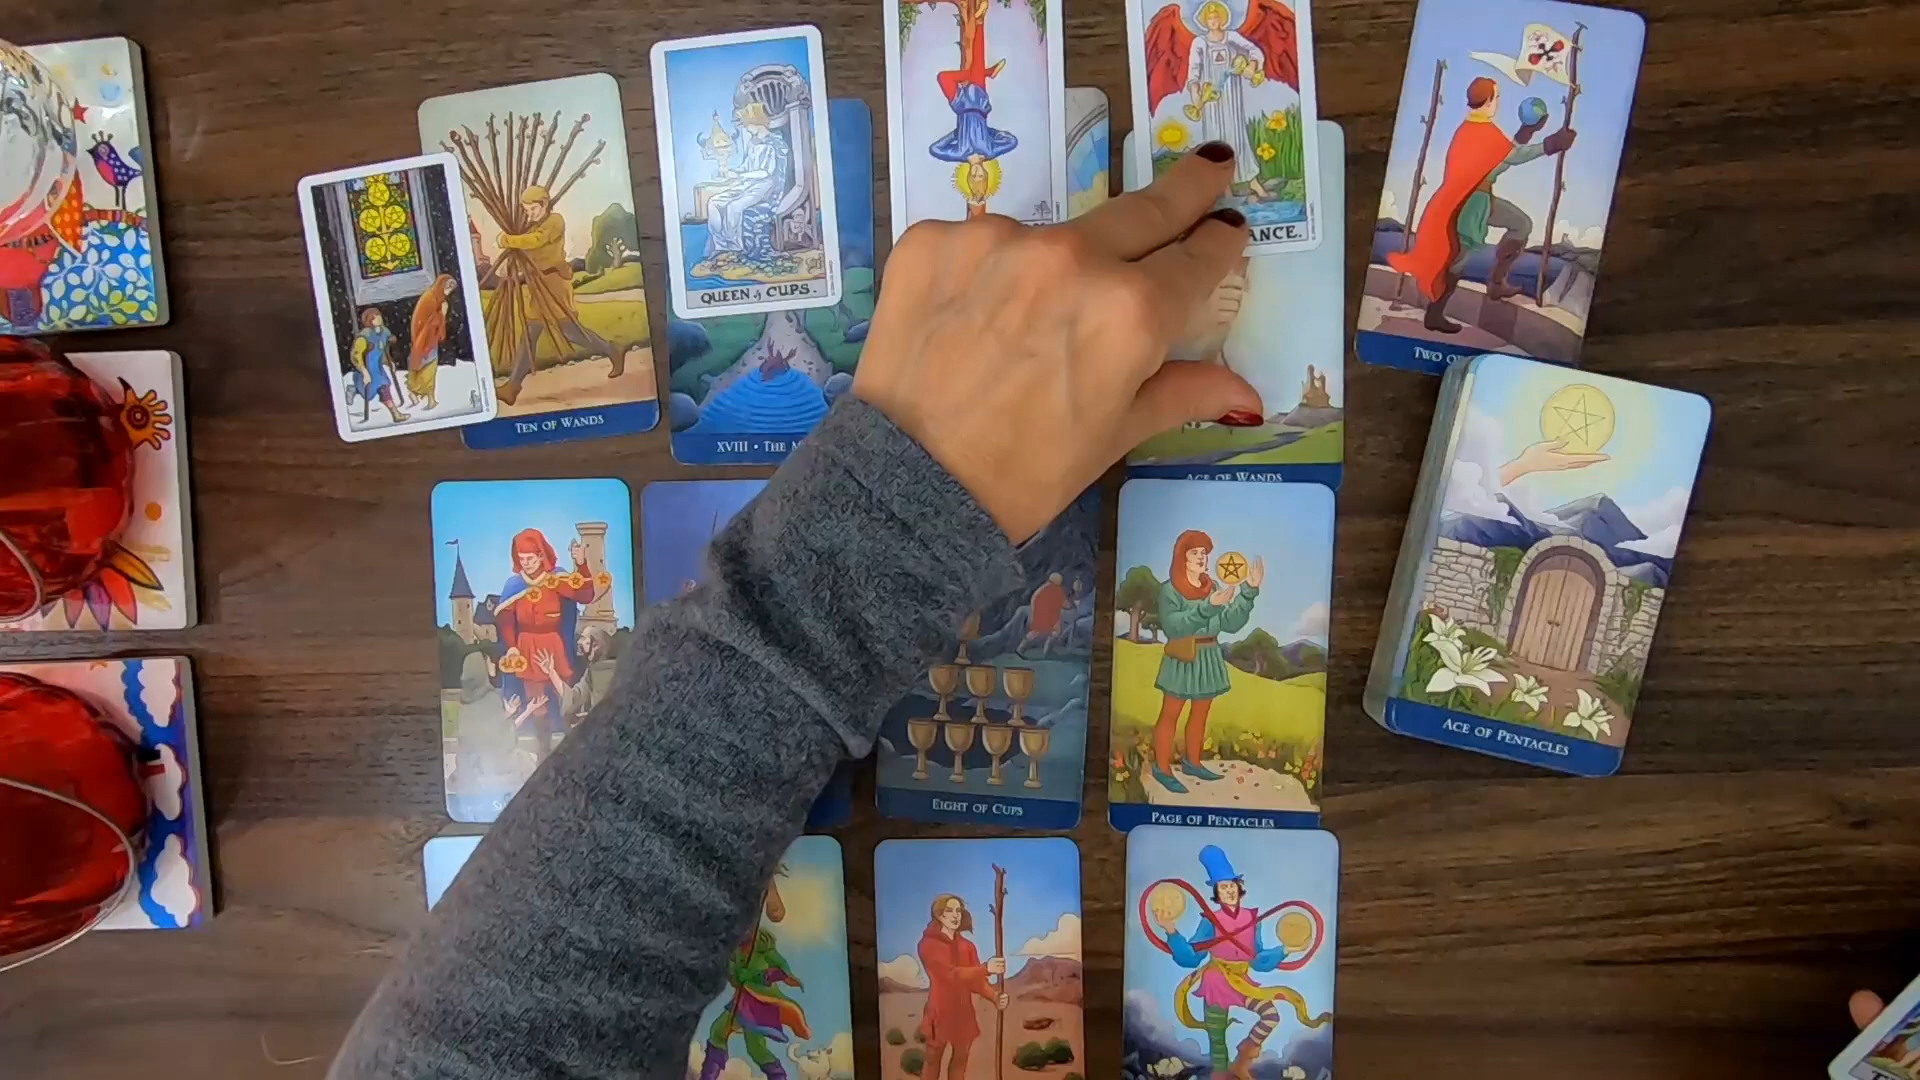 QUEEN of CUPS.
ANCE.
TEN OF WANDS
XVIII • THE M
ACE OF WANDS
TWO O
ACE OF PENTACLES
EIGHT OF CUPS
PAGE OF PENTACLES